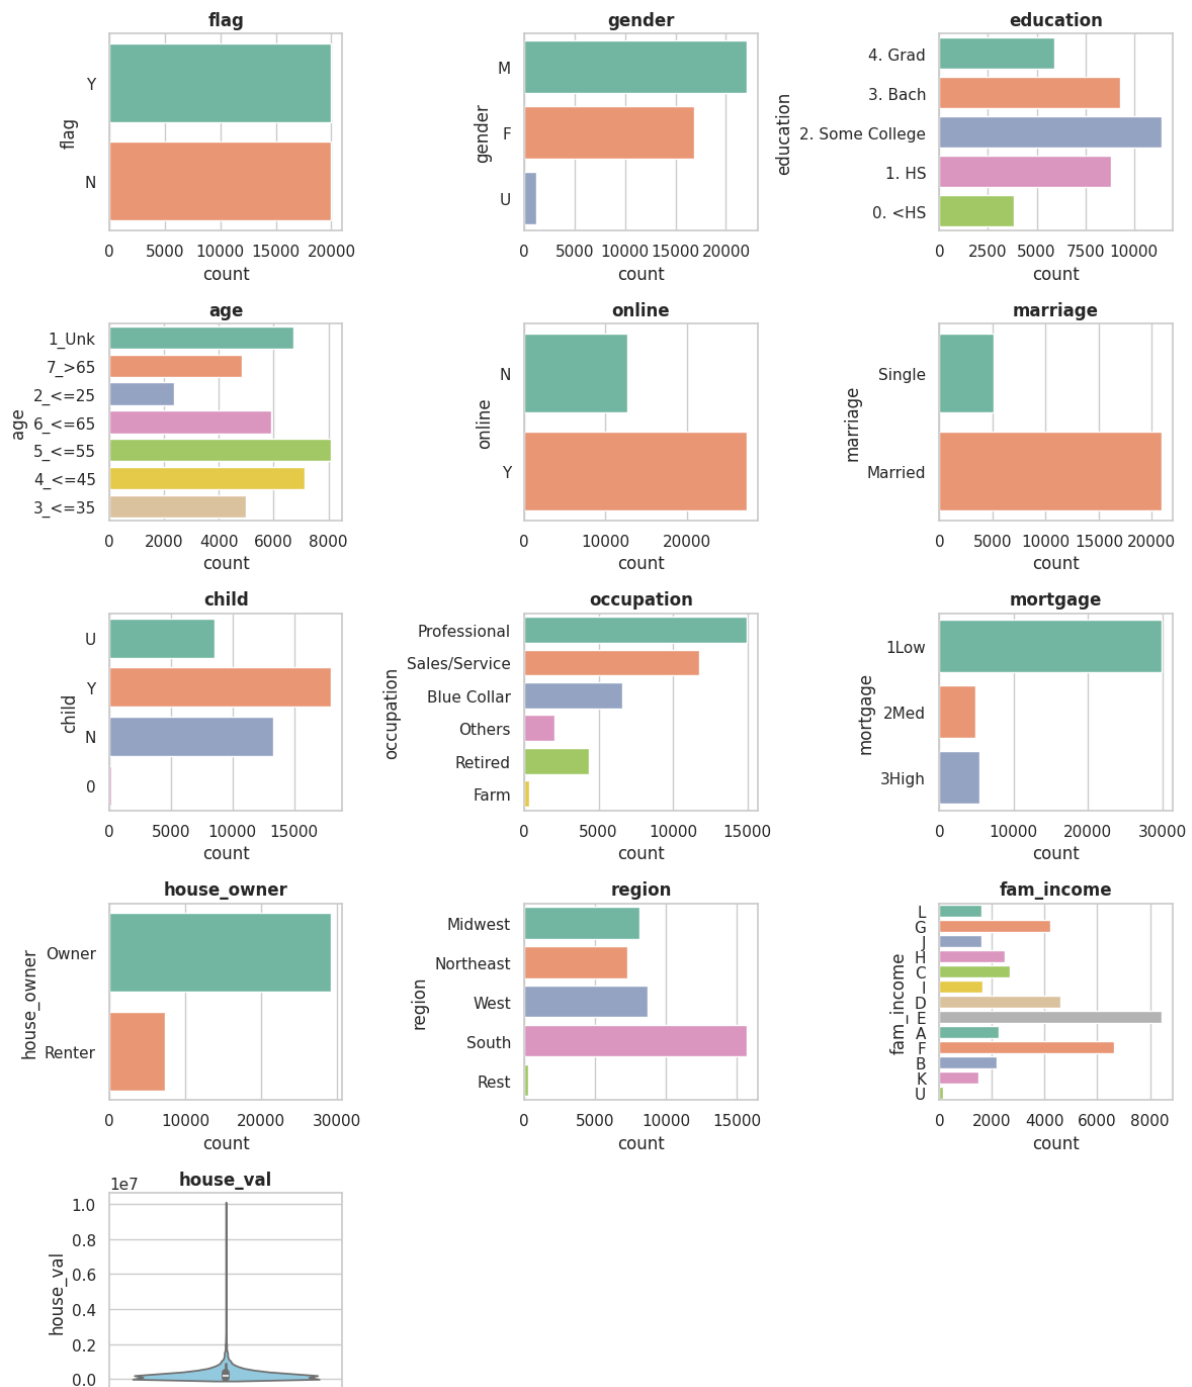 flag
flag
Y
N
0 5000 10000 15000 20000
count
gender
gender
M
F
U
0 5000 10000 15000 20000
count
education
education
4. Grad
3. Bach
2. Some College
1. HS
0. <HS
0 2500 5000 7500 10000
count
age
age
1_Unk
7_>65
2_<=25
6_<=65
5_<=55
4_<=45
3_<=35
0 2000 4000 6000 8000
count
online
online
N
Y
0 10000 20000
count
marriage
marriage
Single
Married
0 5000 10000 15000 20000
count
child
child
U
Y
N
0
0 5000 10000 15000
count
occupation
occupation
Professional
Sales/Service
Blue Collar
Others
Retired
Farm
0 5000 10000 15000
count
mortgage
mortgage
1Low
2Med
3High
0 10000 20000 30000
count
house_owner
house_owner
Owner
Renter
0 10000 20000 30000
count
region
region
Midwest
Northeast
West
South
Rest
0 5000 10000 15000
count
fam_income
fam_income
L
G
J
H
C
I
D
E
A
F
B
K
U
0 2000 4000 6000 8000
count
house_val
1e7
house_val
1.0
0.8
0.6
0.4
0.2
0.0